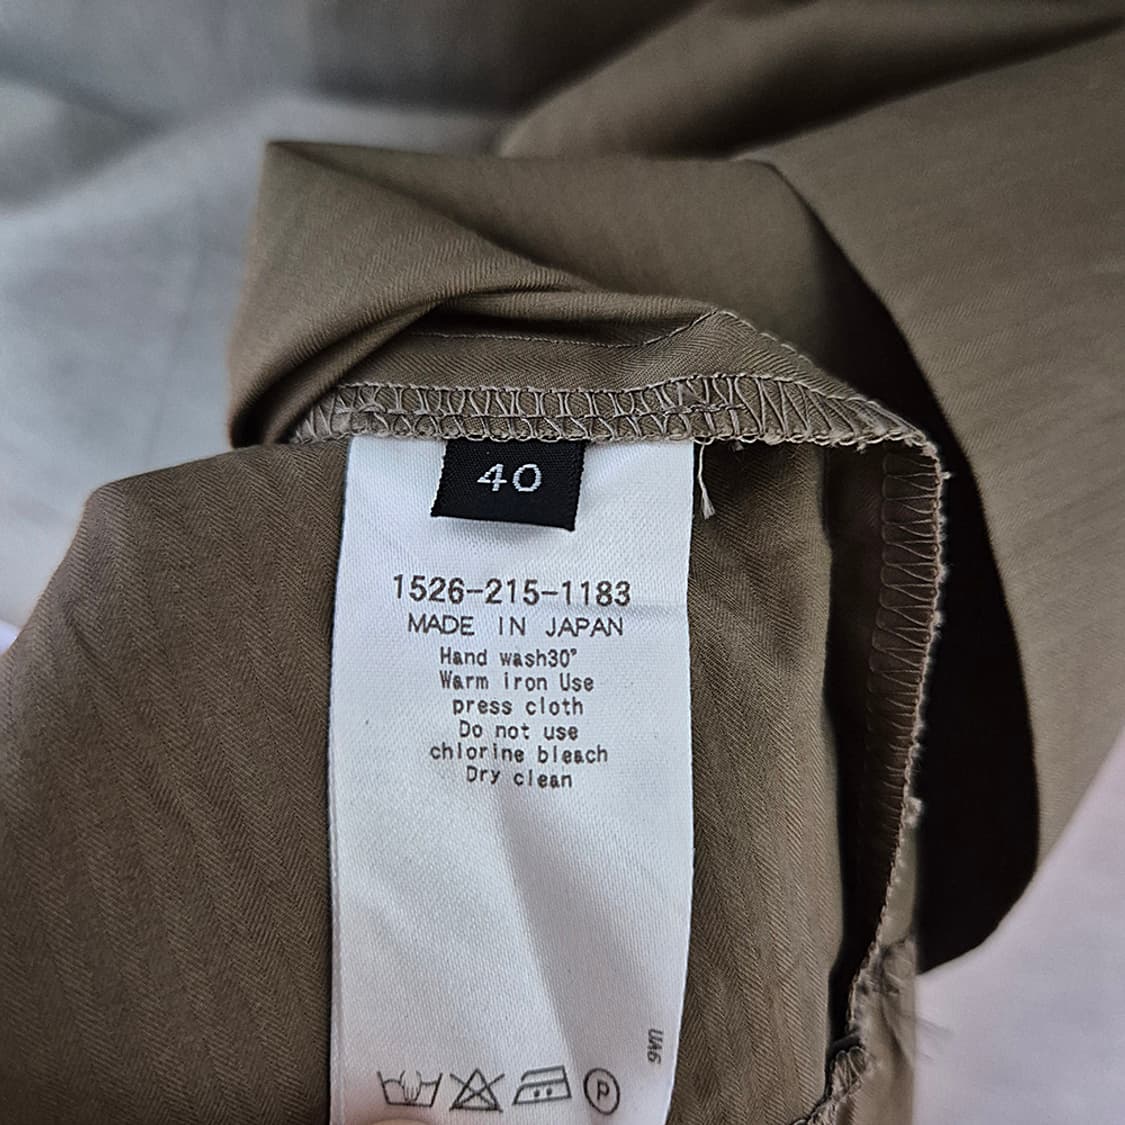 40
1526-215-1183
MADE IN JAPAN
Hand wash30°
Warm iron Use
press cloth
Do not use
chlorine bleach
Dry clean
P